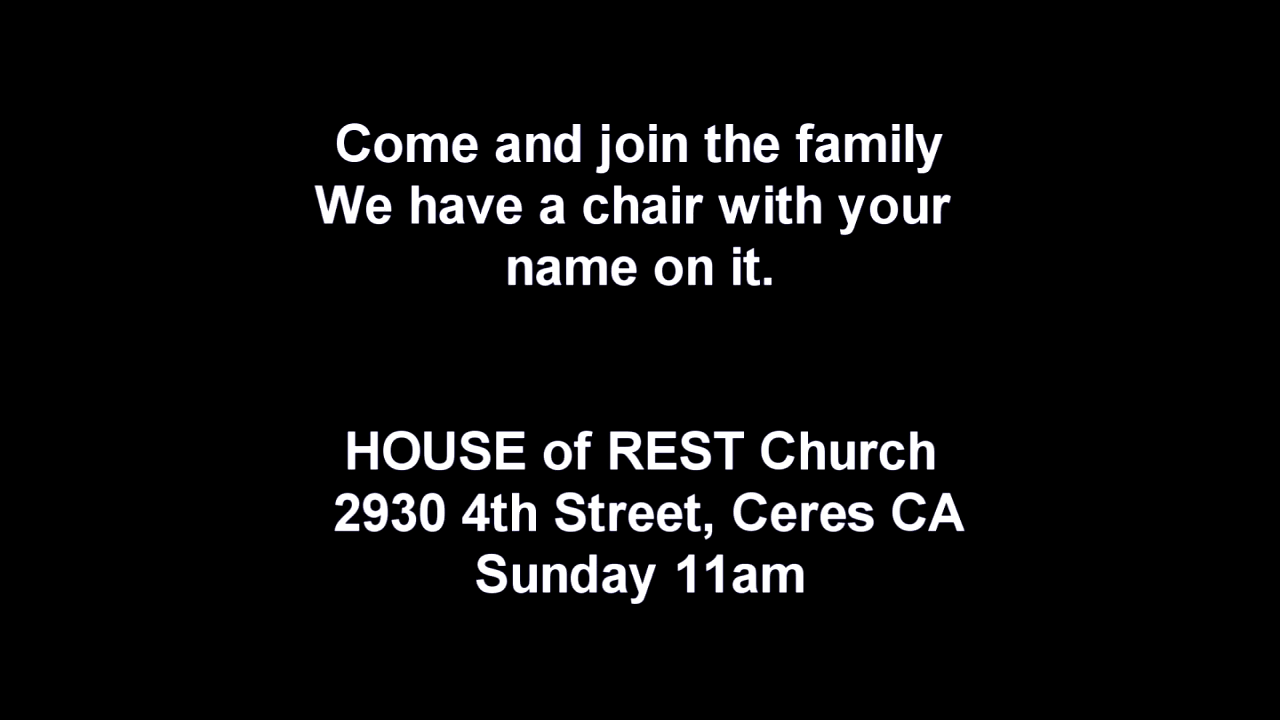 Come and join the family
We have a chair with your
name on it.
HOUSE of REST Church
2930 4th Street, Ceres CA
Sunday 11am